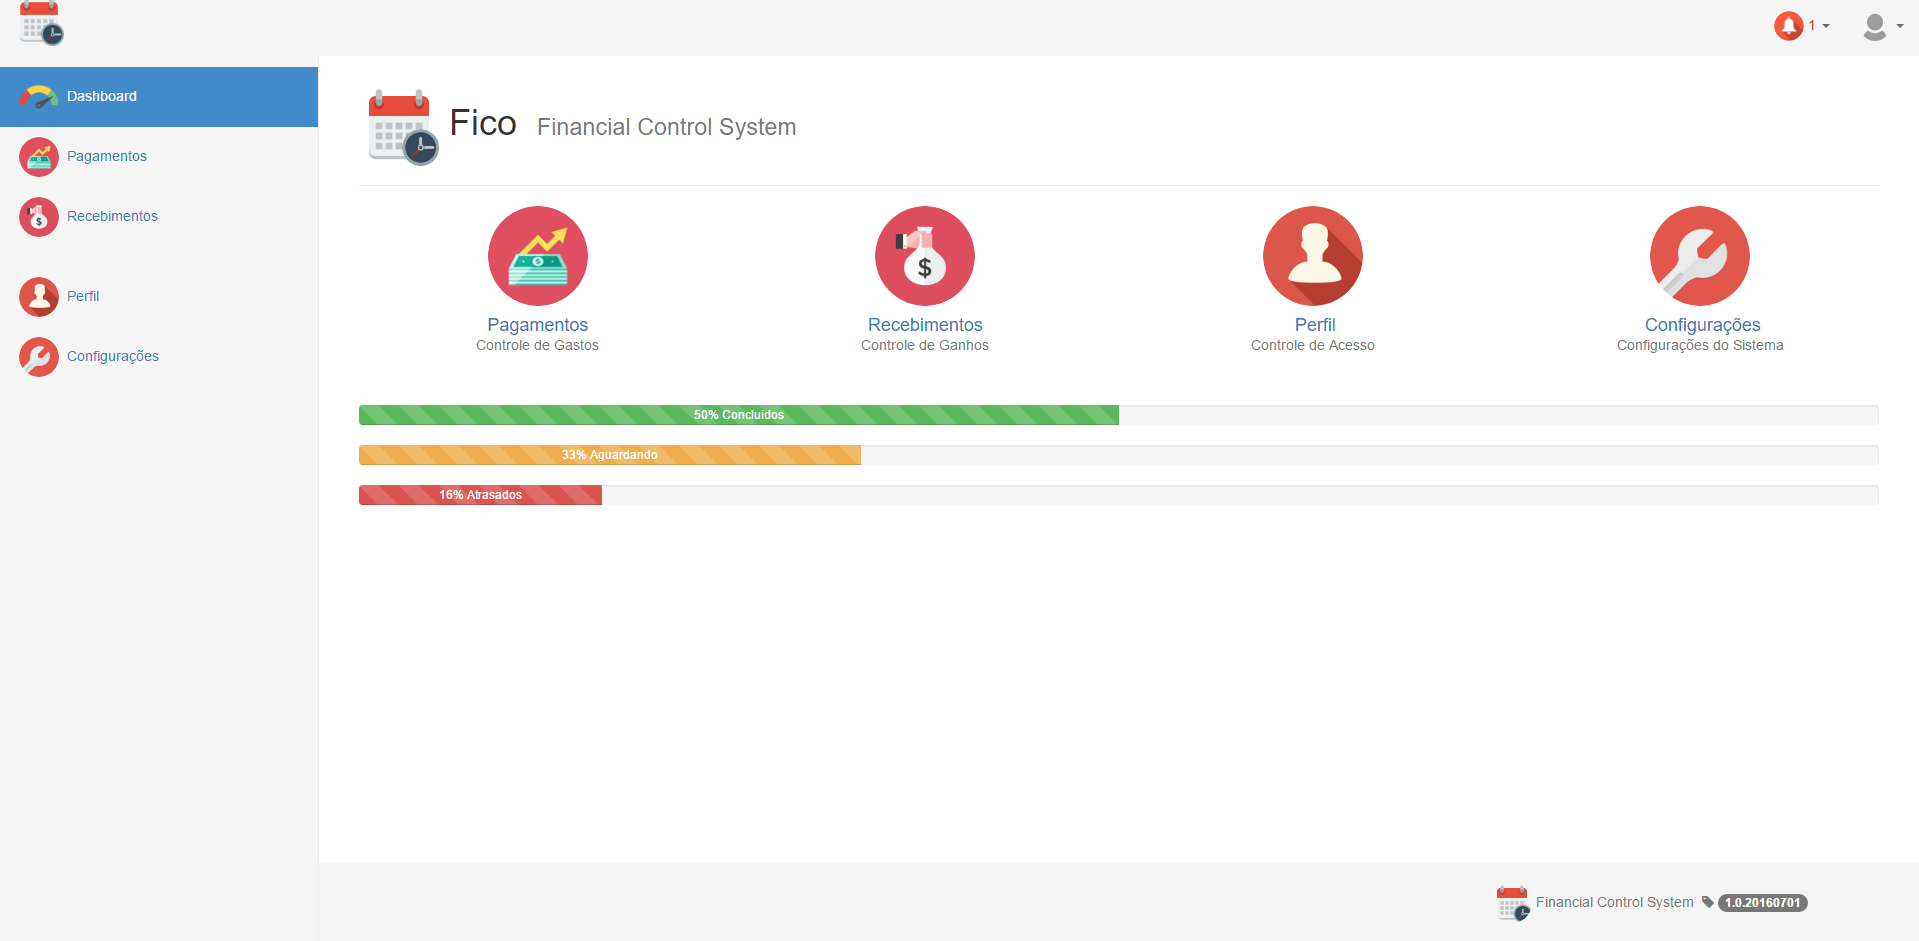 1
Dashboard
Pagamentos
Recebimentos
Perfil
Configurações
Fico Financial Control System
$
$
Pagamentos
Controle de Gastos
Recebimentos
Controle de Ganhos
Perfil
Controle de Acesso
Configurações
Configurações do Sistema
50% Concluidos
33% Aguardando
16% Atrasados
Financial Control System 1.0.20160701